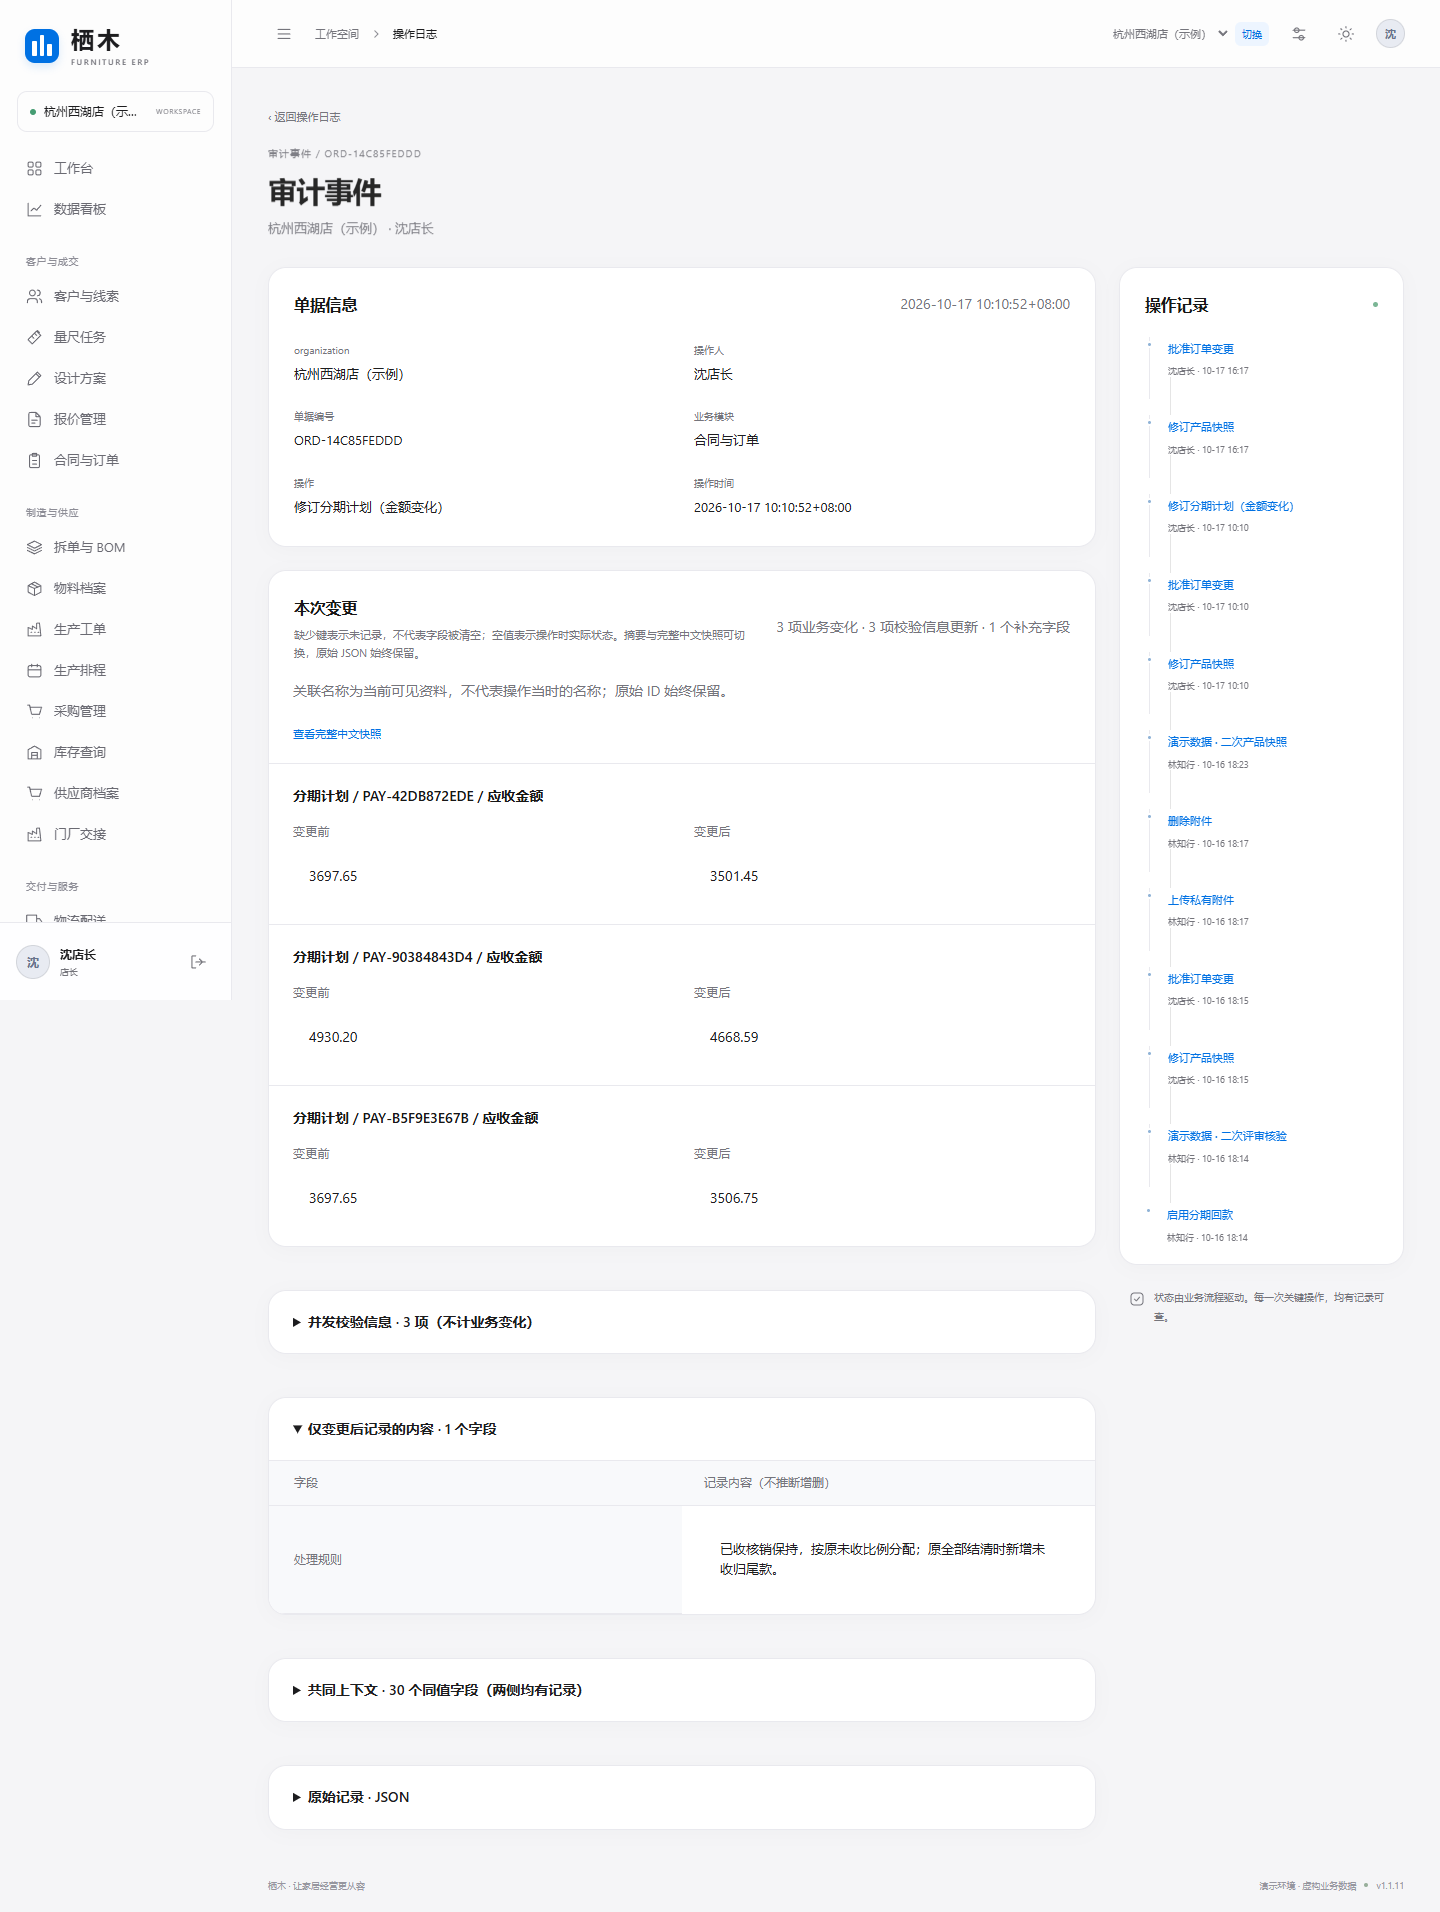 栖木
FURNITURE ERP
杭州西湖店（示...
WORKSPACE
工作台
数据看板
客户与成交
客户与线索
量尺任务
设计方案
报价管理
合同与订单
制造与供应
拆单与 BOM
物料档案
生产工单
生产排程
采购管理
库存查询
供应商档案
门厂交接
交付与服务
物流配送
沈
沈店长
店长
工作空间
操作日志
杭州西湖店（示例）
切换
沈
‹ 返回操作日志
审计事件 / ORD-14C85FEDDD
审计事件
杭州西湖店（示例） · 沈店长
单据信息
2026-10-17 10:10:52+08:00
organization
杭州西湖店（示例）
操作人
沈店长
单据编号
ORD-14C85FEDDD
业务模块
合同与订单
操作
修订分期计划（金额变化）
操作时间
2026-10-17 10:10:52+08:00
本次变更
缺少键表示未记录，不代表字段被清空；空值表示操作时实际状态。摘要与完整中文快照可切
换，原始 JSON 始终保留。
3 项业务变化 · 3 项校验信息更新 · 1 个补充字段
关联名称为当前可见资料，不代表操作当时的名称；原始 ID 始终保留。
查看完整中文快照
分期计划 / PAY-42DB872EDE / 应收金额
变更前
变更后
3697.65
3501.45
分期计划 / PAY-90384843D4 / 应收金额
变更前
变更后
4930.20
4668.59
分期计划 / PAY-B5F9E3E67B / 应收金额
变更前
变更后
3697.65
3506.75
▶ 并发校验信息 · 3 项（不计业务变化）
▼ 仅变更后记录的内容 · 1 个字段
字段
记录内容（不推断增删）
处理规则
已收核销保持，按原未收比例分配；原全部结清时新增未
收归尾款。
▶ 共同上下文 · 30 个同值字段（两侧均有记录）
▶ 原始记录 · JSON
操作记录
批准订单变更
沈店长 · 10-17 16:17
修订产品快照
沈店长 · 10-17 16:17
修订分期计划（金额变化）
沈店长 · 10-17 10:10
批准订单变更
沈店长 · 10-17 10:10
修订产品快照
沈店长 · 10-17 10:10
演示数据 · 二次产品快照
林知行 · 10-16 18:23
删除附件
林知行 · 10-16 18:17
上传私有附件
林知行 · 10-16 18:17
批准订单变更
沈店长 · 10-16 18:15
修订产品快照
沈店长 · 10-16 18:15
演示数据 · 二次评审核验
林知行 · 10-16 18:14
启用分期回款
林知行 · 10-16 18:14
状态由业务流程驱动。每一次关键操作，均有记录可
查。
栖木 · 让家居经营更从容
演示环境 · 虚构业务数据
v1.1.11